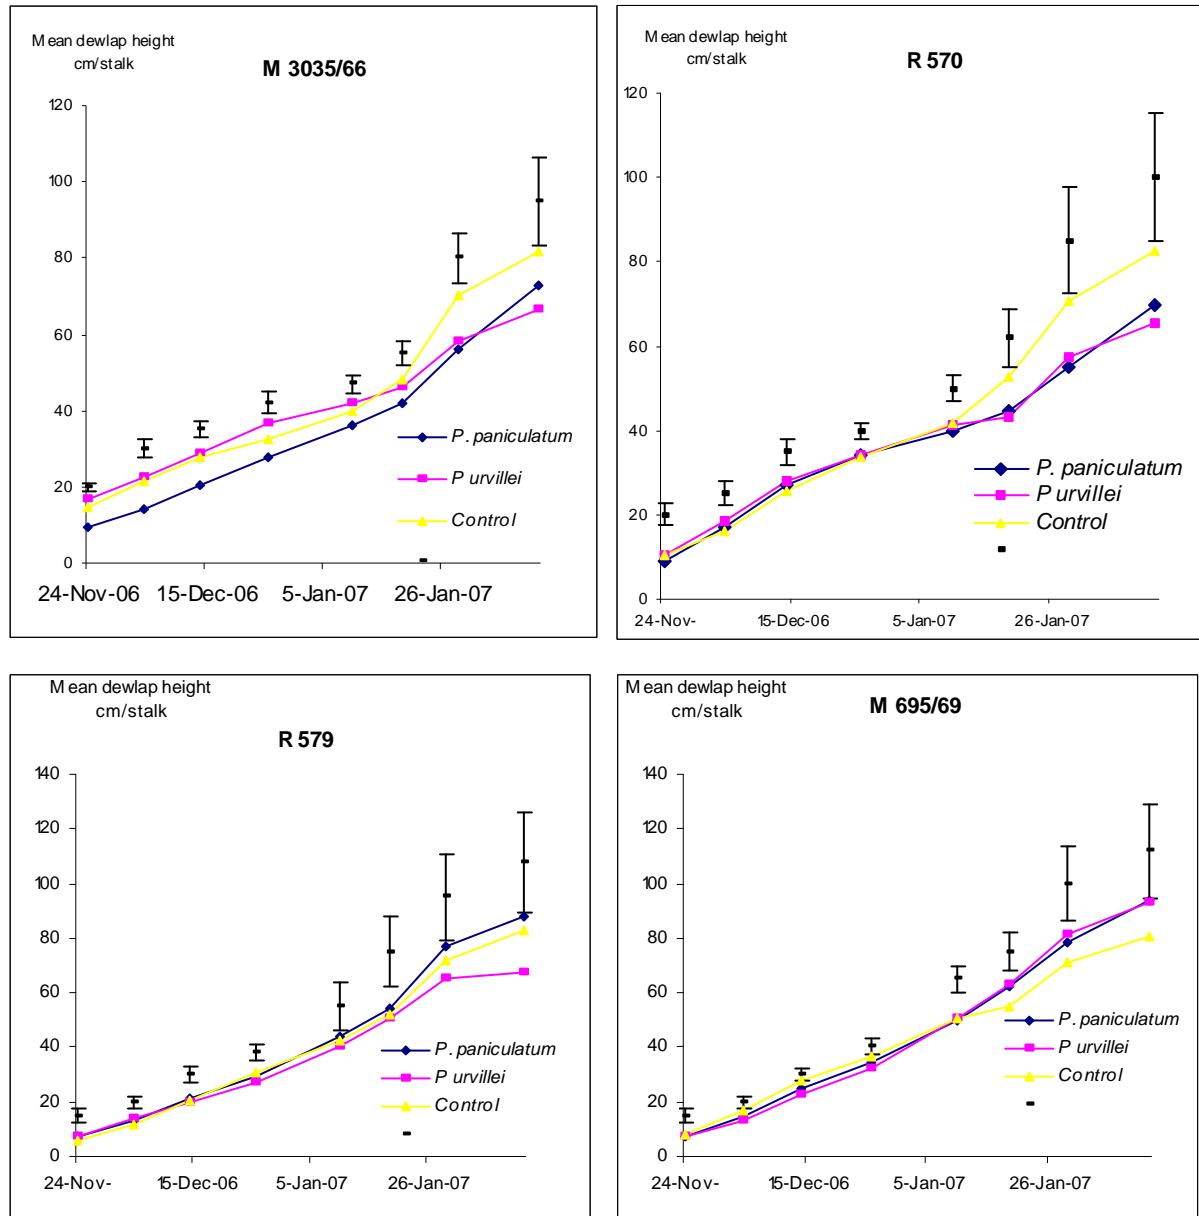 Mean dewlap height
cm/stalk
M 3035/66
120
100
80
60
40
20
0
24-Nov-06 15-Dec-06 5-Jan-07 26-Jan-07
P. paniculatum
P urvillei
Control
Mean dewlap height
cm/stalk
R 570
120
100
80
60
40
20
0
24-Nov- 15-Dec-06 5-Jan-07 26-Jan-07
P. paniculatum
P urvillei
Control
Mean dewlap height
cm/stalk
R 579
140
120
100
80
60
40
20
0
24-Nov- 15-Dec-06 5-Jan-07 26-Jan-07
P. paniculatum
P urvillei
Control
Mean dewlap height
cm/stalk
M 695/69
140
120
100
80
60
40
20
0
24-Nov- 15-Dec-06 5-Jan-07 26-Jan-07
P. paniculatum
P urvillei
Control